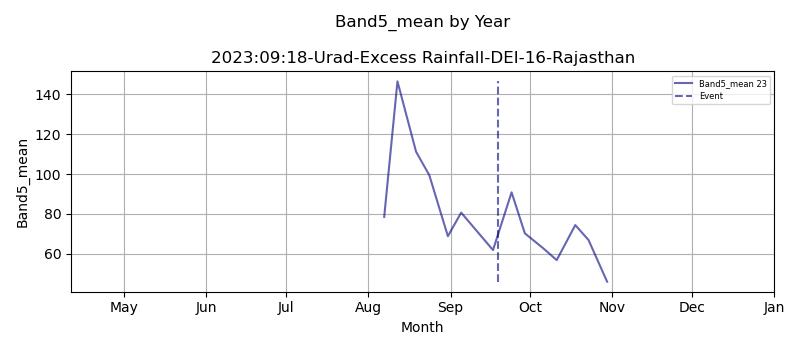 Band5_mean by Year
2023:09:18-Urad-Excess Rainfall-DEI-16-Rajasthan
Band5_mean
140
120
100
80
60
Band5_mean 23
Event
May Jun Jul Aug Sep Oct Nov Dec Jan
Month